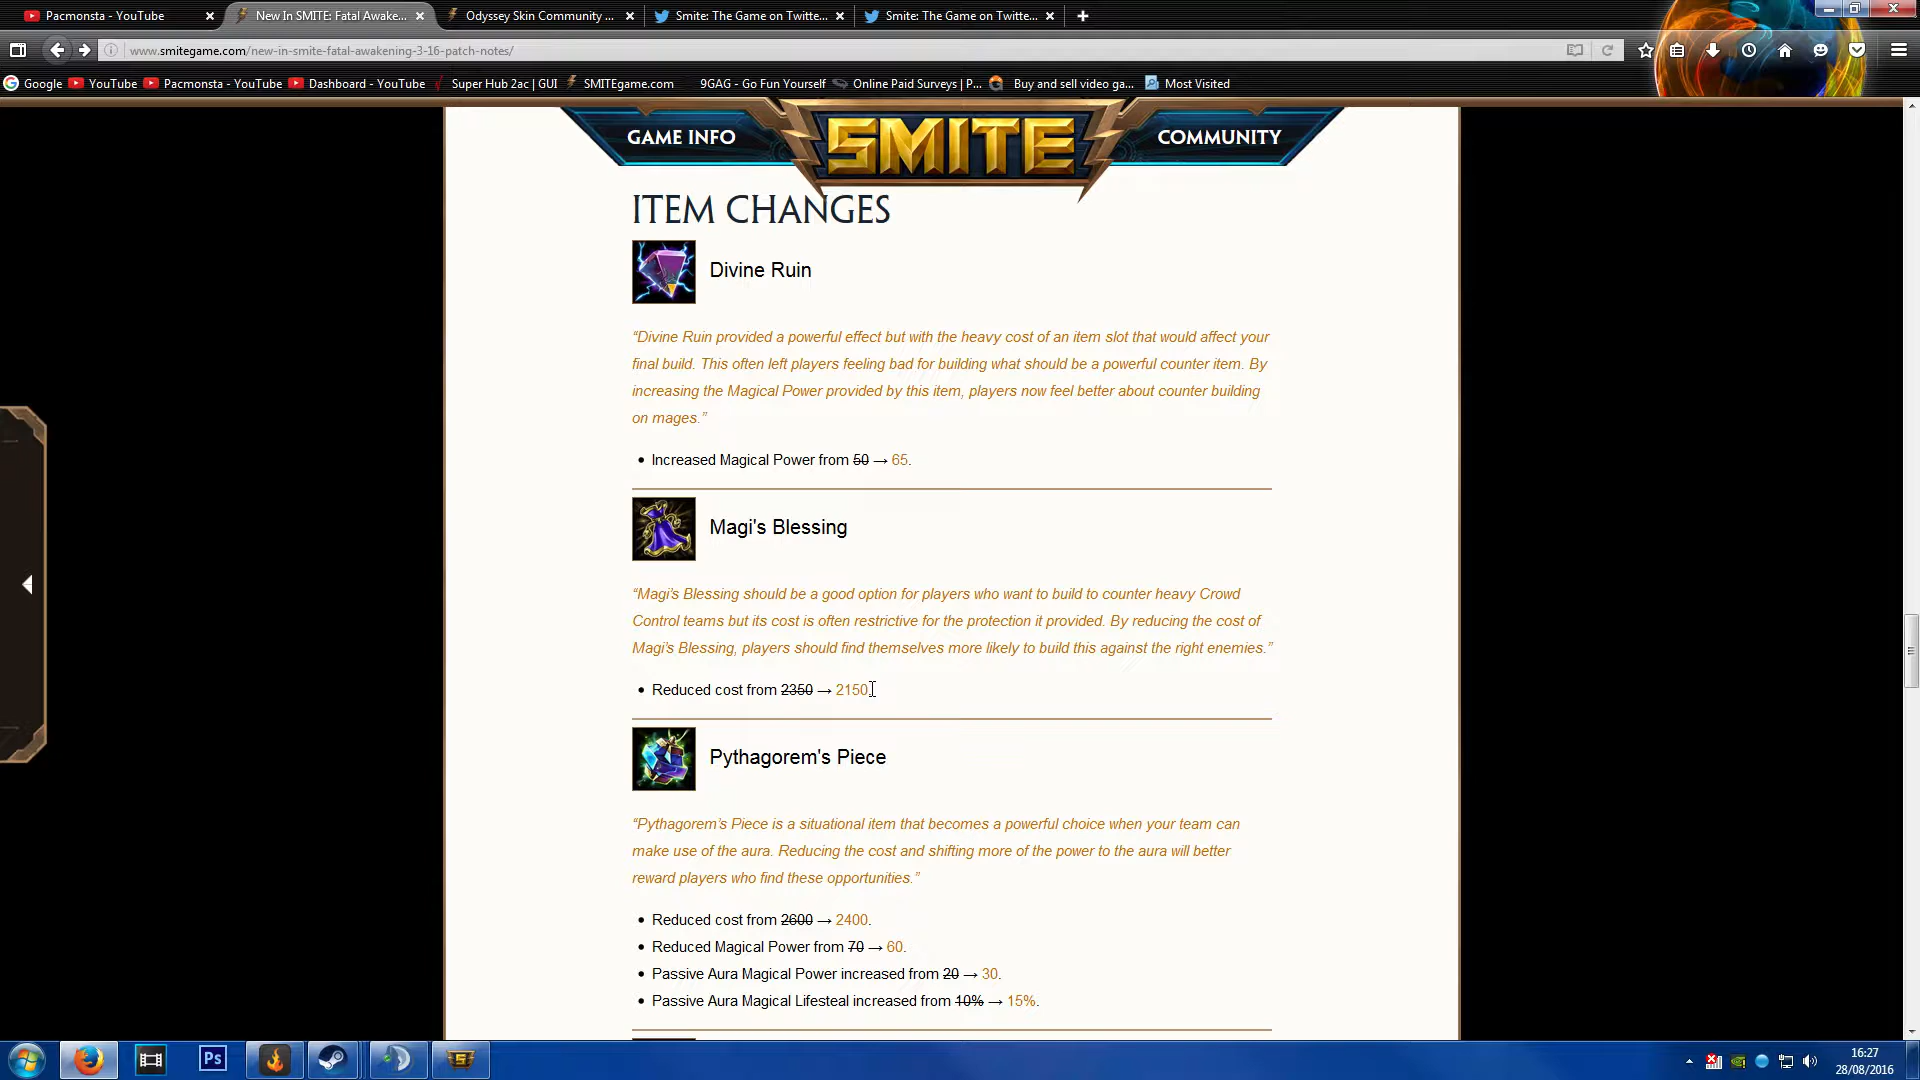 Pacmonsta - YouTube
New In SMITE: Fatal Awake...
Odyssey Skin Community ...
Smite: The Game on Twitte...
Smite: The Game on Twitte...
www.smitegame.com/new-in-smite-fatal-awakening-3-16-patch-notes/
Google YouTube Pacmonsta - YouTube Dashboard - YouTube Super Hub 2ac | GUI SMITEgame.com 9GAG - Go Fun Yourself Online Paid Surveys | P... Buy and sell video ga... Most Visited
GAME INFO SMITE COMMUNITY
ITEM CHANGES
Divine Ruin
“Divine Ruin provided a powerful effect but with the heavy cost of an item slot that would affect your
final build. This often left players feeling bad for building what should be a powerful counter item. By
increasing the Magical Power provided by this item, players now feel better about counter building
on mages.”
• Increased Magical Power from 50 → 65.
Magi's Blessing
“Magi’s Blessing should be a good option for players who want to build to counter heavy Crowd
Control teams but its cost is often restrictive for the protection it provided. By reducing the cost of
Magi’s Blessing, players should find themselves more likely to build this against the right enemies.”
• Reduced cost from 2350 → 2150.
Pythagorem's Piece
“Pythagorem’s Piece is a situational item that becomes a powerful choice when your team can
make use of the aura. Reducing the cost and shifting more of the power to the aura will better
reward players who find these opportunities.”
• Reduced cost from 2600 → 2400.
• Reduced Magical Power from 70 → 60.
• Passive Aura Magical Power increased from 20 → 30.
• Passive Aura Magical Lifesteal increased from 10% → 15%.
Ps
16:27
28/08/2016